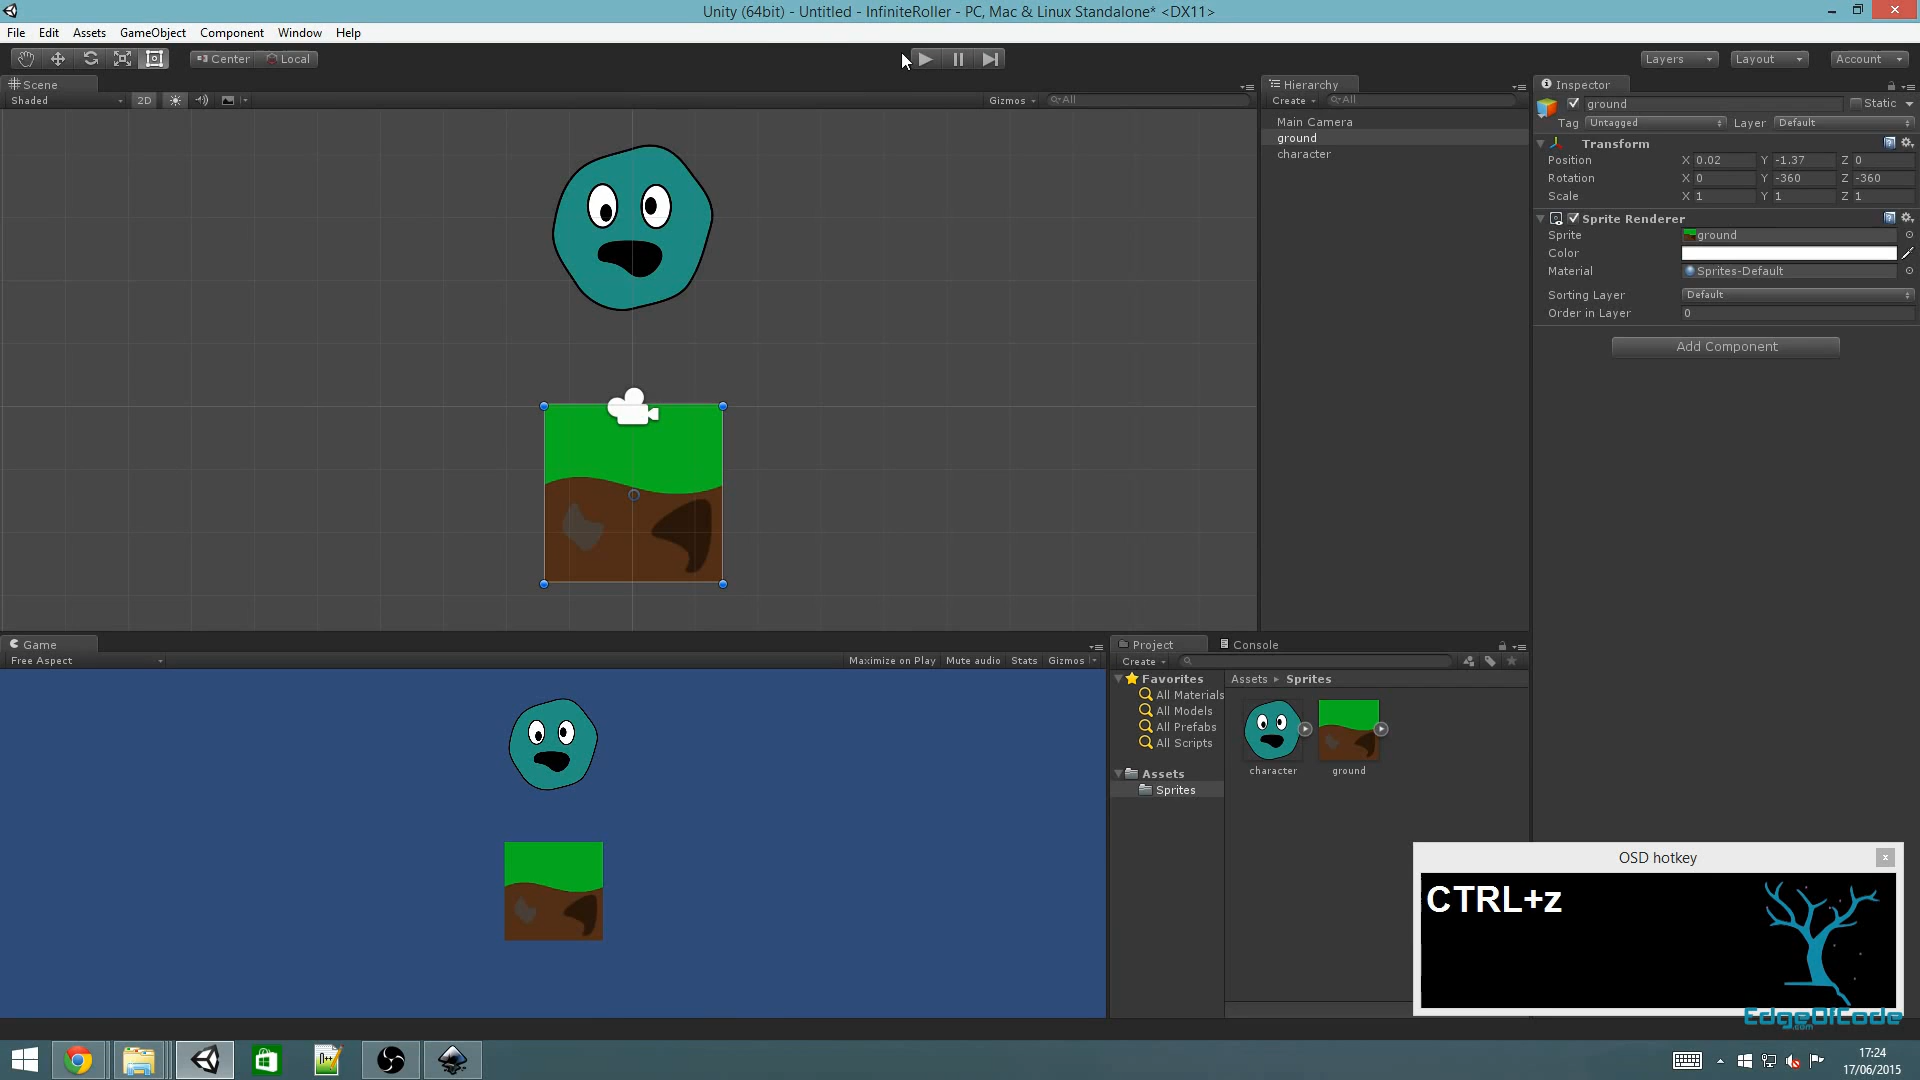 Unity (64bit) - Untitled - InfiniteRoller - PC, Mac & Linux Standalone* <DX11>
File Edit Assets GameObject Component Window Help
Center Local
Layers Layout Account
Scene
Shaded 2D Gizmos All
Hierarchy
Create All
Main Camera
ground
character
Inspector
ground Static
Tag Untagged Layer Default
Transform
Position X 0.02 Y -1.37 Z 0
Rotation X 0 Y -360 Z -360
Scale X 1 Y 1 Z 1
Sprite Renderer
Sprite ground
Color
Material Sprites-Default
Sorting Layer Default
Order in Layer 0
Add Component
Game
Free Aspect Maximize on Play Mute audio Stats Gizmos
Project Console
Create
Favorites
All Materials
All Models
All Prefabs
All Scripts
Assets
Sprites
Assets Sprites
character ground
OSD hotkey
CTRL+z
EdgeOfCode
.com
17:24
17/06/2015